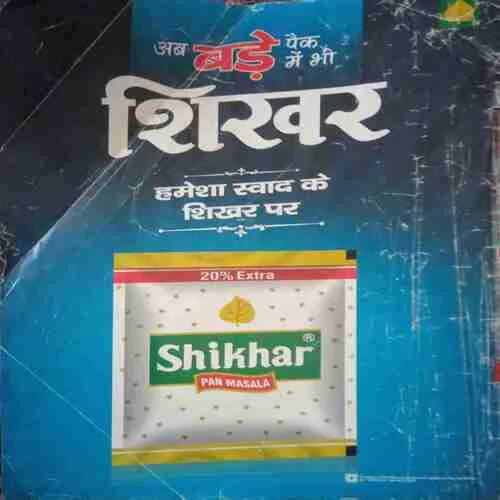 अब बड़े पैक में भी
शिखर
हमेशा स्वाद के
शिखर पर
20% Extra
Shikhar®
PAN MASALA